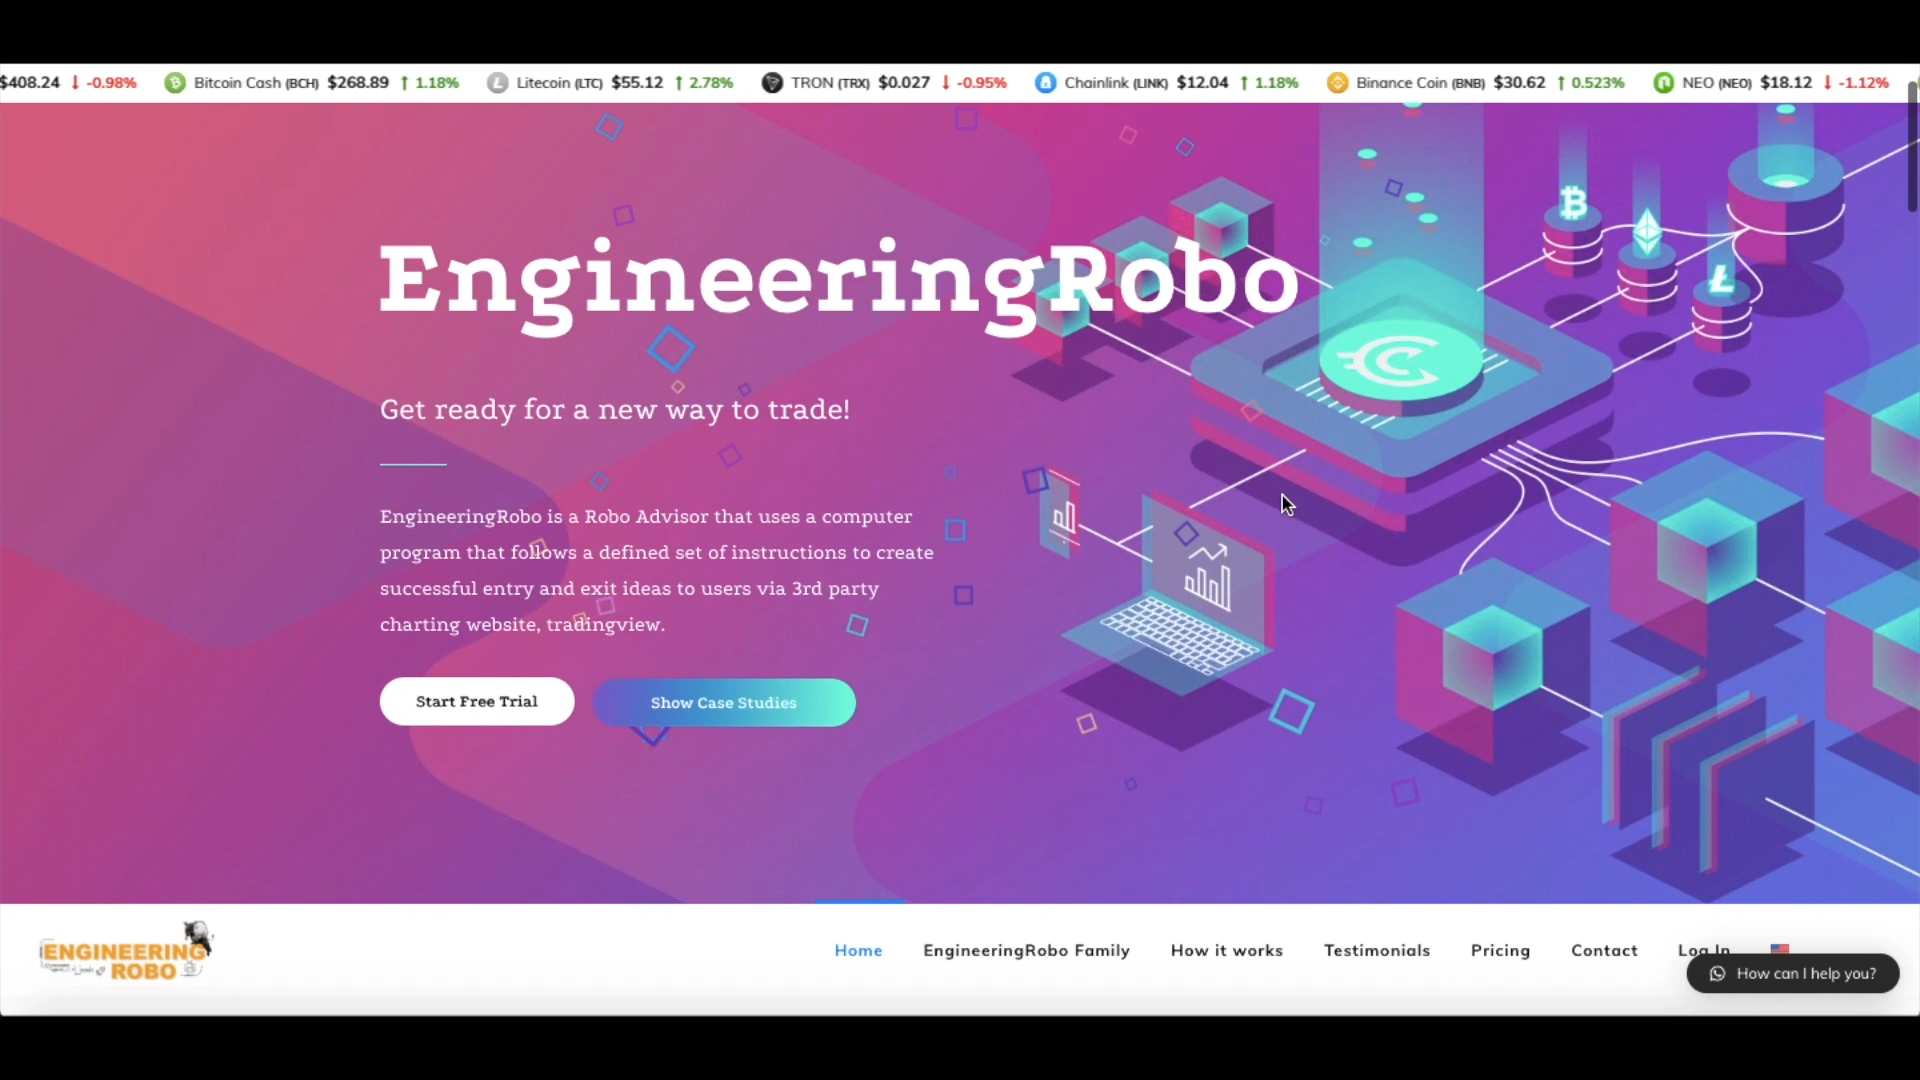 $408.24 ↓ -0.98% Bitcoin Cash (BCH) $268.89 ↑ 1.18% Litecoin (LTC) $55.12 ↑ 2.78% TRON (TRX) $0.027 ↓ -0.95% Chainlink (LINK) $12.04 ↑ 1.18% Binance Coin (BNB) $30.62 ↑ 0.523% NEO (NEO) $18.12 ↓ -1.12%
EngineeringRobo
Get ready for a new way to trade!
EngineeringRobo is a Robo Advisor that uses a computer
program that follows a defined set of instructions to create
successful entry and exit ideas to users via 3rd party
charting website, tradingview.
Start Free Trial
Show Case Studies
ENGINEERING
ROBO
Home EngineeringRobo Family How it works Testimonials Pricing Contact Log In
How can I help you?